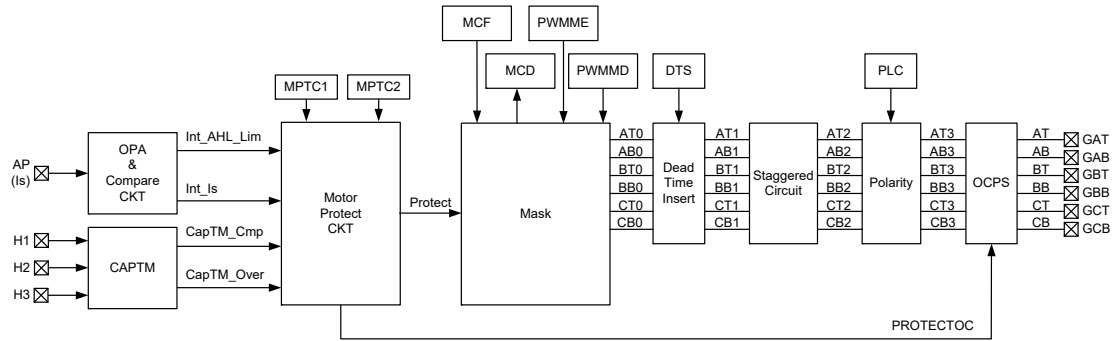 MCF
PWMME
MCD
PWMMD
DTS
PLC
MPTC1
MPTC2
AP
(Is)
OPA
&
Compare
CKT
Int_AHL_Lim
Int_Is
H1
H2
H3
CAPTM
CapTM_Cmp
CapTM_Over
Motor
Protect
CKT
Protect
Mask
AT0
AB0
BT0
BB0
CT0
CB0
Dead
Time
Insert
AT1
AB1
BT1
BB1
CT1
CB1
Staggered
Circuit
AT2
AB2
BT2
BB2
CT2
CB2
Polarity
AT3
AB3
BT3
BB3
CT3
CB3
OCPS
AT
AB
BT
BB
CT
CB
GAT
GAB
GBT
GBB
GCT
GCB
PROTECTOC